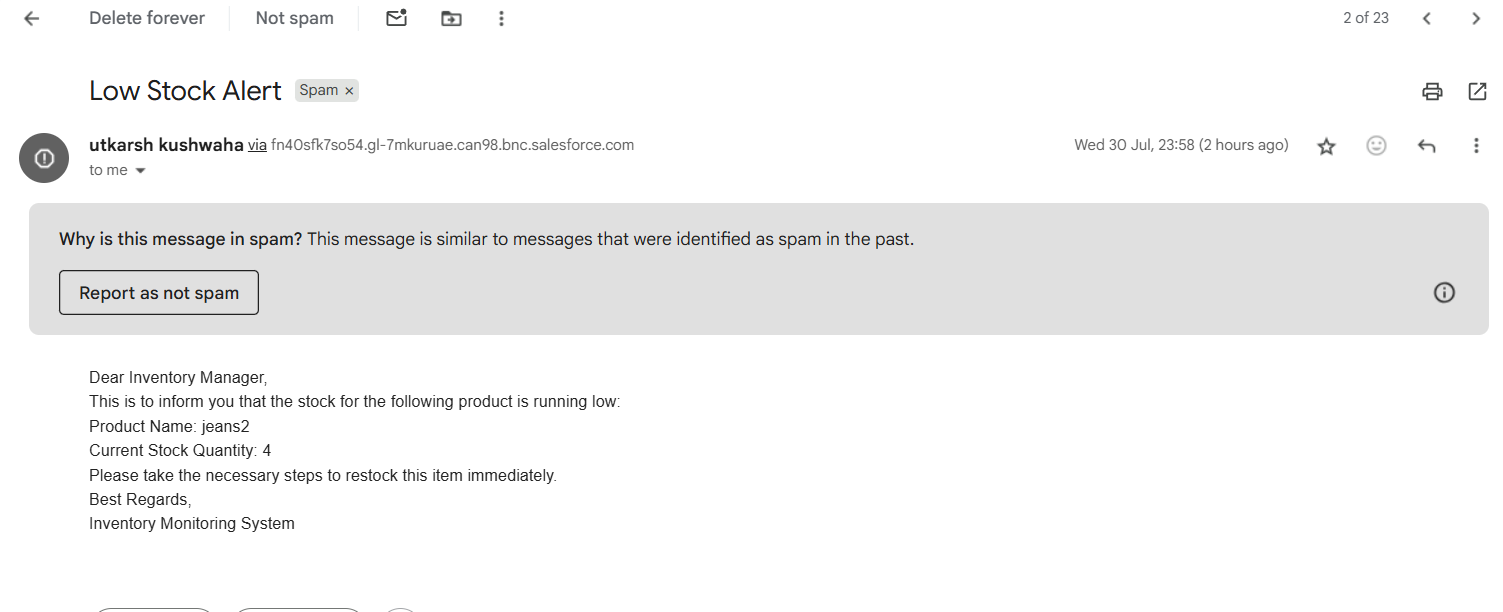 Delete forever Not spam 2 of 23
Low Stock Alert Spam ×
utkarsh kushwaha via fn40sfk7so54.gl-7mkuruae.can98.bnc.salesforce.com Wed 30 Jul, 23:58 (2 hours ago)
to me
Why is this message in spam? This message is similar to messages that were identified as spam in the past.
Report as not spam
Dear Inventory Manager,
This is to inform you that the stock for the following product is running low:
Product Name: jeans2
Current Stock Quantity: 4
Please take the necessary steps to restock this item immediately.
Best Regards,
Inventory Monitoring System